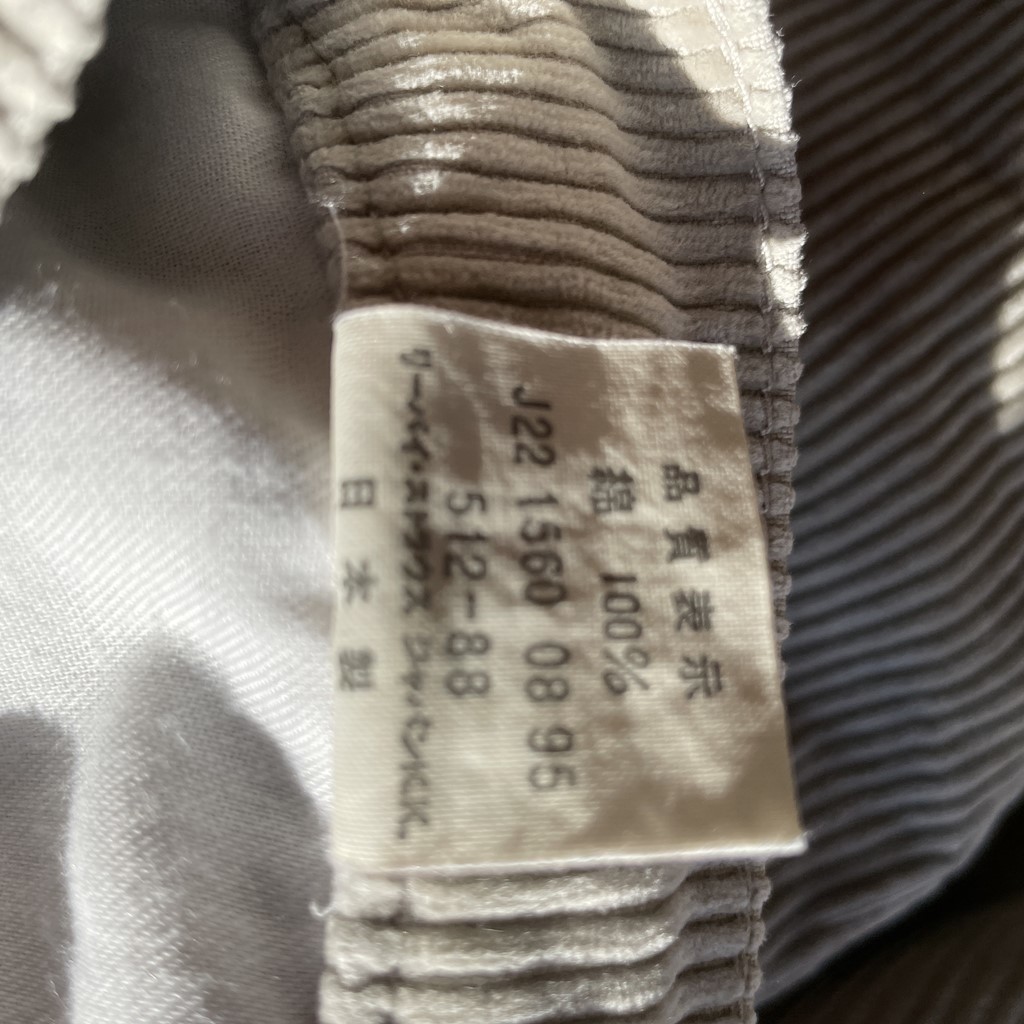 品質表示
綿 100%
J22 1560 08 95
512-88
リーバイ・ストラウス ジャパンK.K.
日本製